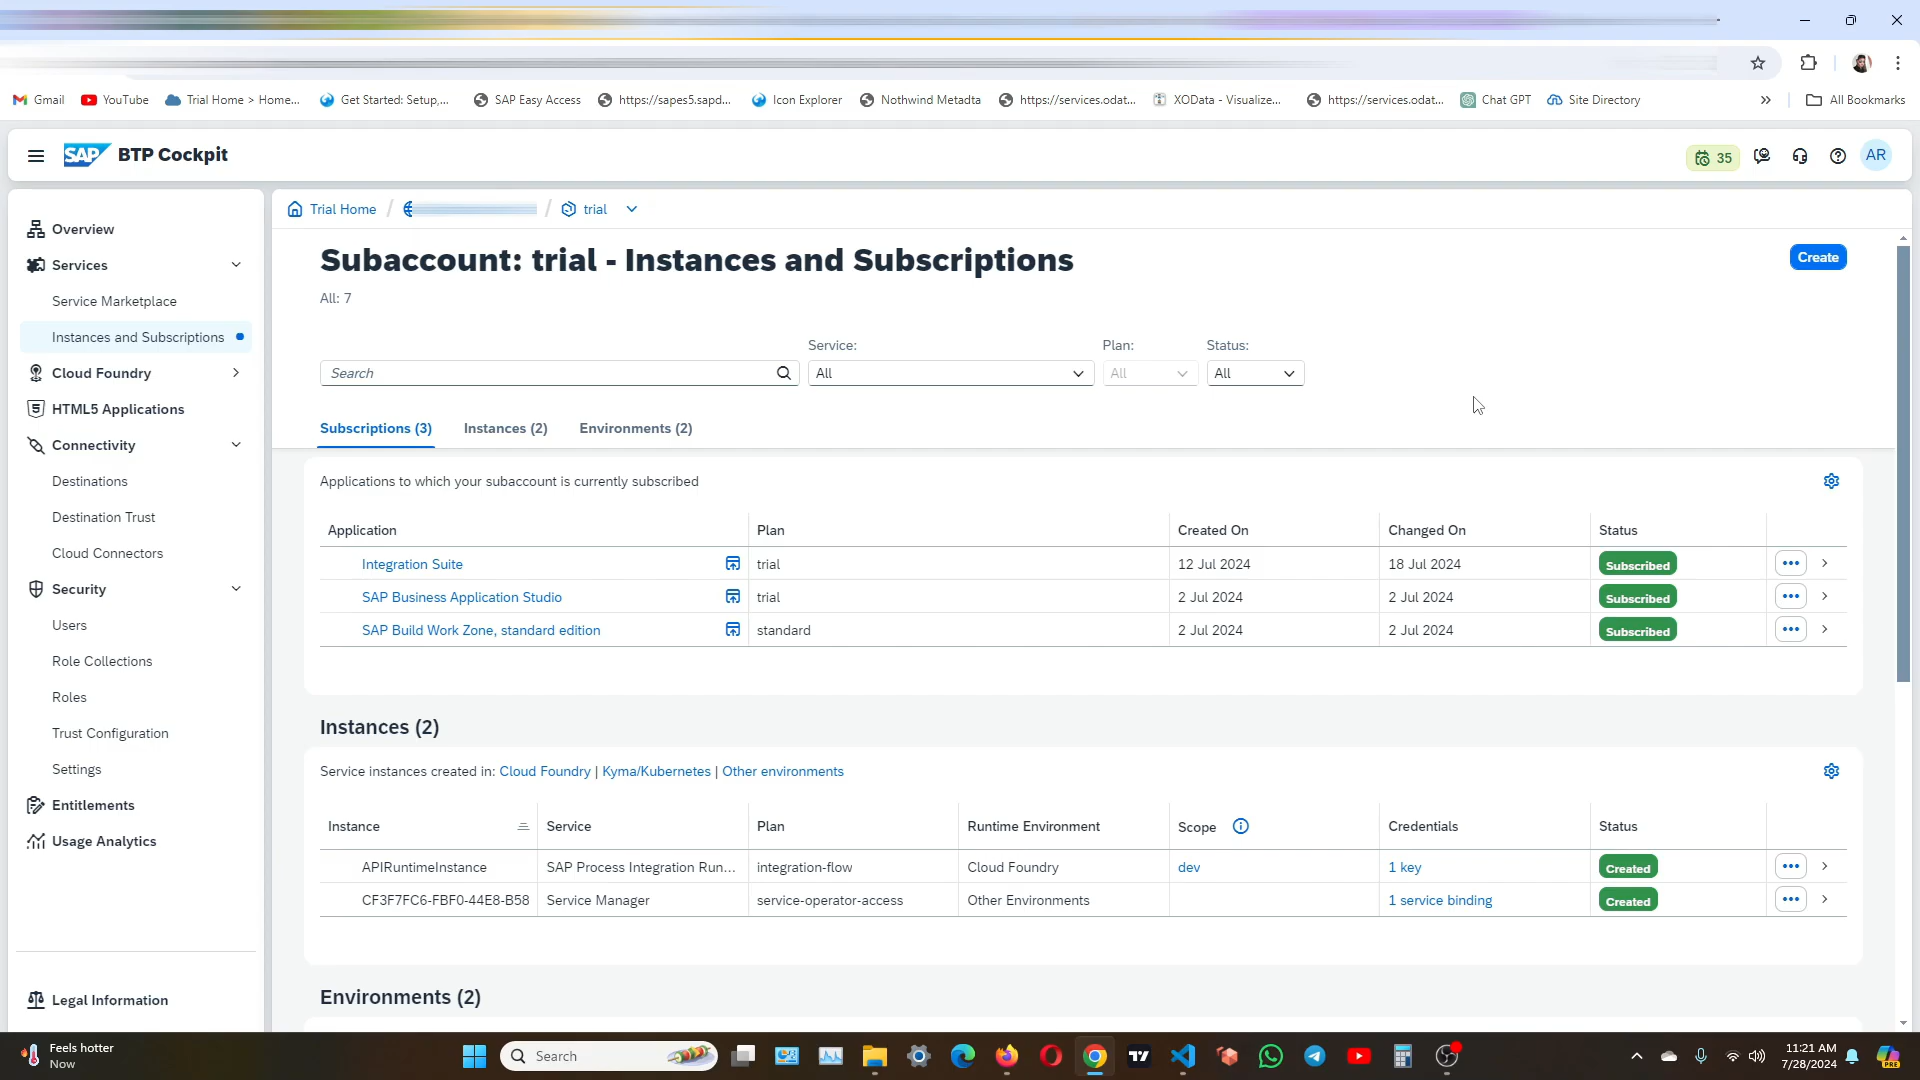 Gmail
YouTube
Trial Home > Home...
Get Started: Setup,...
SAP Easy Access
https://sapes5.sapd...
Icon Explorer
Nothwind Metadta
https://services.odat...
XOData - Visualize...
https://services.odat...
Chat GPT
Site Directory
»
All Bookmarks
SAP BTP Cockpit
35
AR
Overview
Services
Service Marketplace
Instances and Subscriptions
Cloud Foundry
HTML5 Applications
Connectivity
Destinations
Destination Trust
Cloud Connectors
Security
Users
Role Collections
Roles
Trust Configuration
Settings
Entitlements
Usage Analytics
Legal Information
Trial Home / / trial
Subaccount: trial - Instances and Subscriptions
Create
All: 7
Service: Plan: Status:
Search All All All
Subscriptions (3) Instances (2) Environments (2)
Applications to which your subaccount is currently subscribed
Application Plan Created On Changed On Status
Integration Suite trial 12 Jul 2024 18 Jul 2024 Subscribed
SAP Business Application Studio trial 2 Jul 2024 2 Jul 2024 Subscribed
SAP Build Work Zone, standard edition standard 2 Jul 2024 2 Jul 2024 Subscribed
Instances (2)
Service instances created in: Cloud Foundry | Kyma/Kubernetes | Other environments
Instance Service Plan Runtime Environment Scope Credentials Status
APIRuntimeInstance SAP Process Integration Run... integration-flow Cloud Foundry dev 1 key Created
CF3F7FC6-FBF0-44E8-B58 Service Manager service-operator-access Other Environments 1 service binding Created
Environments (2)
Feels hotter
Now
Search
11:21 AM
7/28/2024
PRE